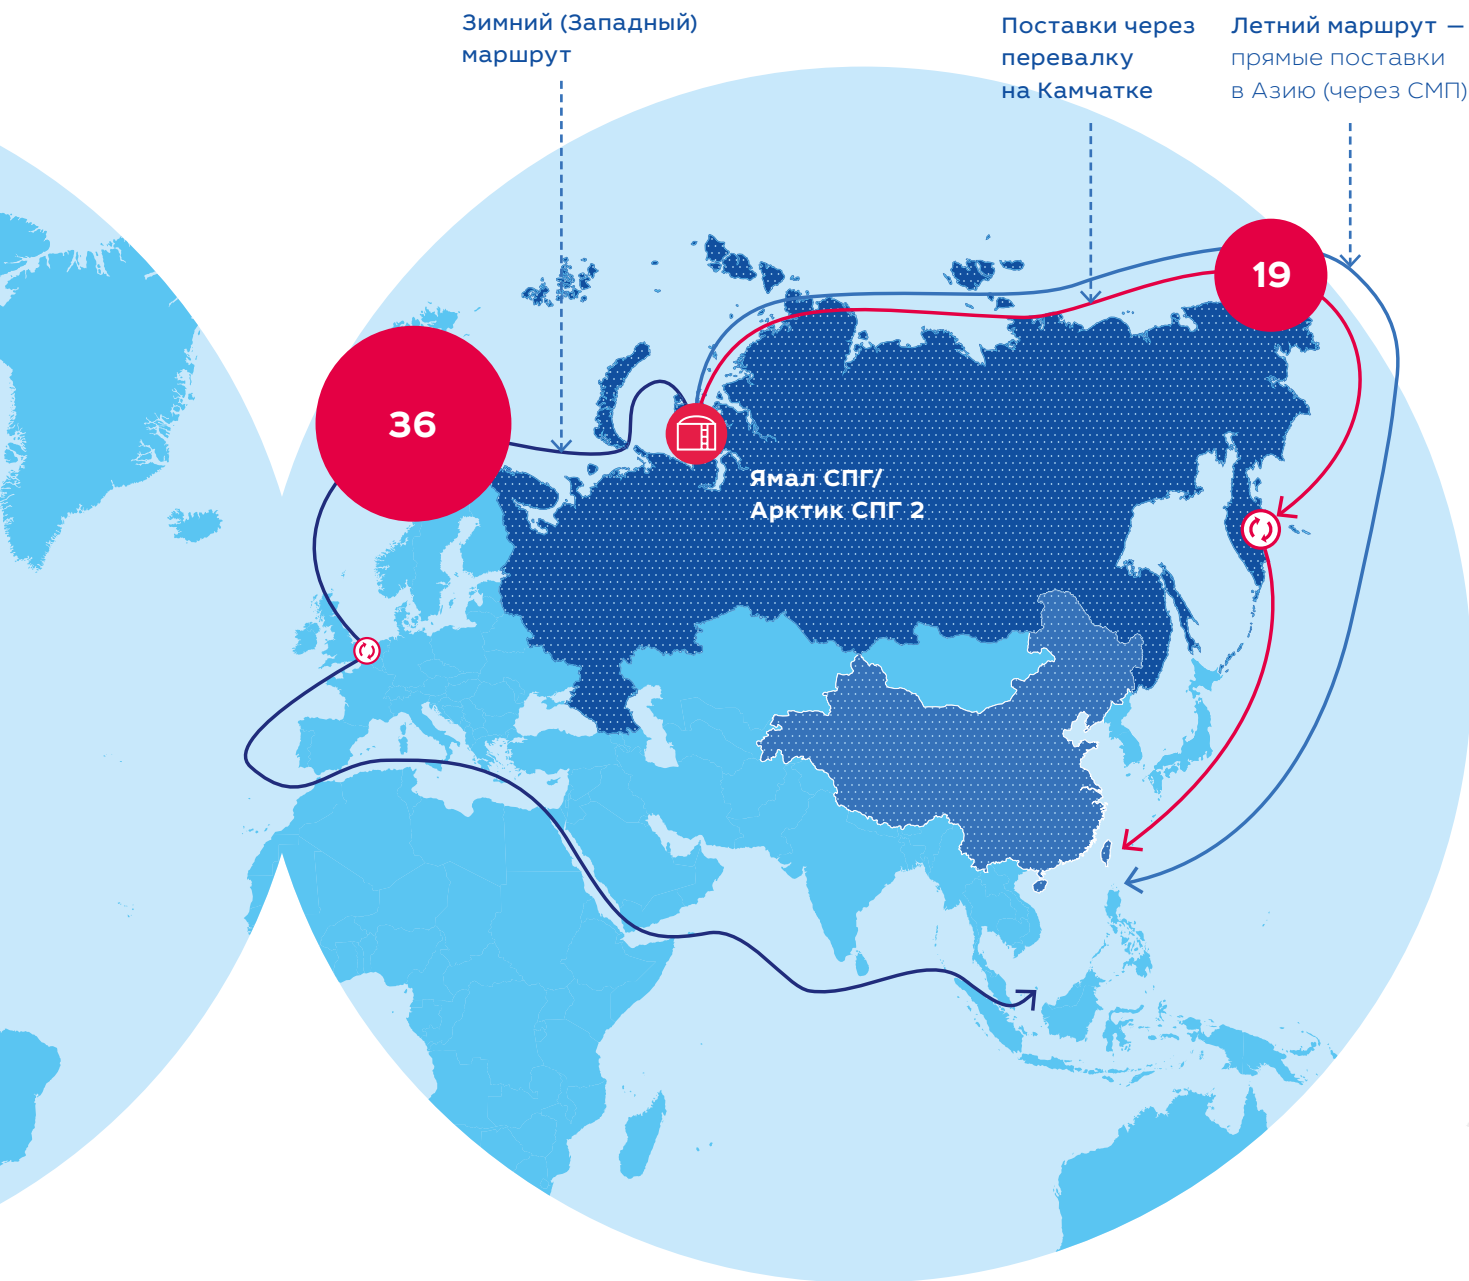 Зимний (Западный)
маршрут
Поставки через
перевалку
на Камчатке
Летний маршрут —
прямые поставки
в Азию (через СМП)
19
36
Ямал СПГ/
Арктик СПГ 2